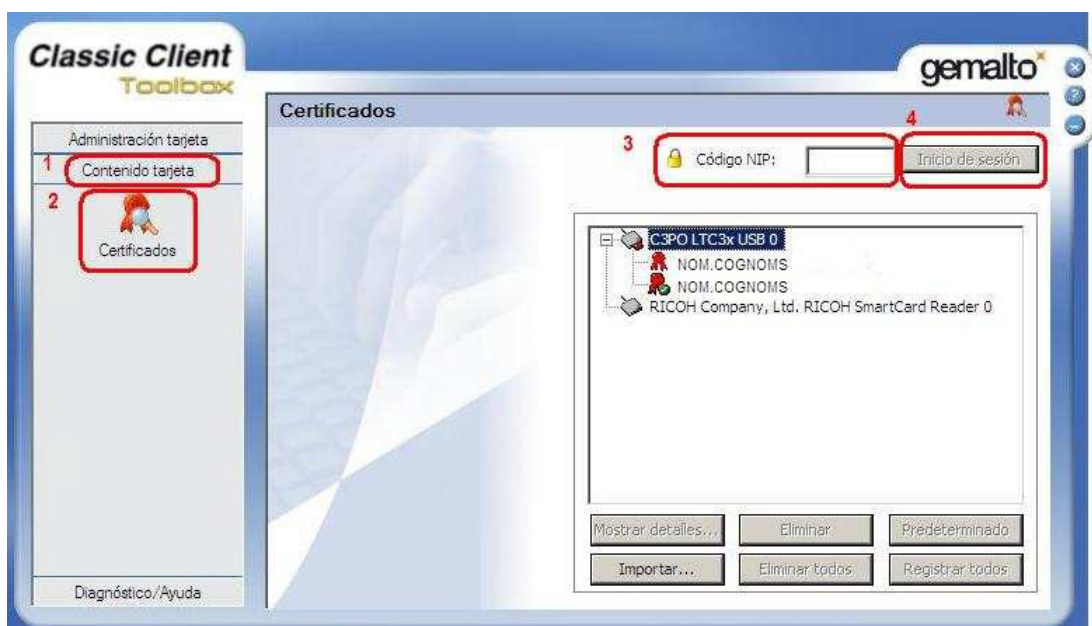 Classic Client
Toolbox
gemalto
Certificados
Administración tarjeta
1
Contenido tarjeta
2
Certificados
3
Código NIP:
4
Inicio de sesión
C3PO LTC3x USB 0
NOM.COGNOMS
NOM.COGNOMS
RICOH Company, Ltd. RICOH SmartCard Reader 0
Mostrar detalles... Eliminar Predeterminado
Importar... Eliminar todos Registrar todos
Diagnóstico/Ayuda